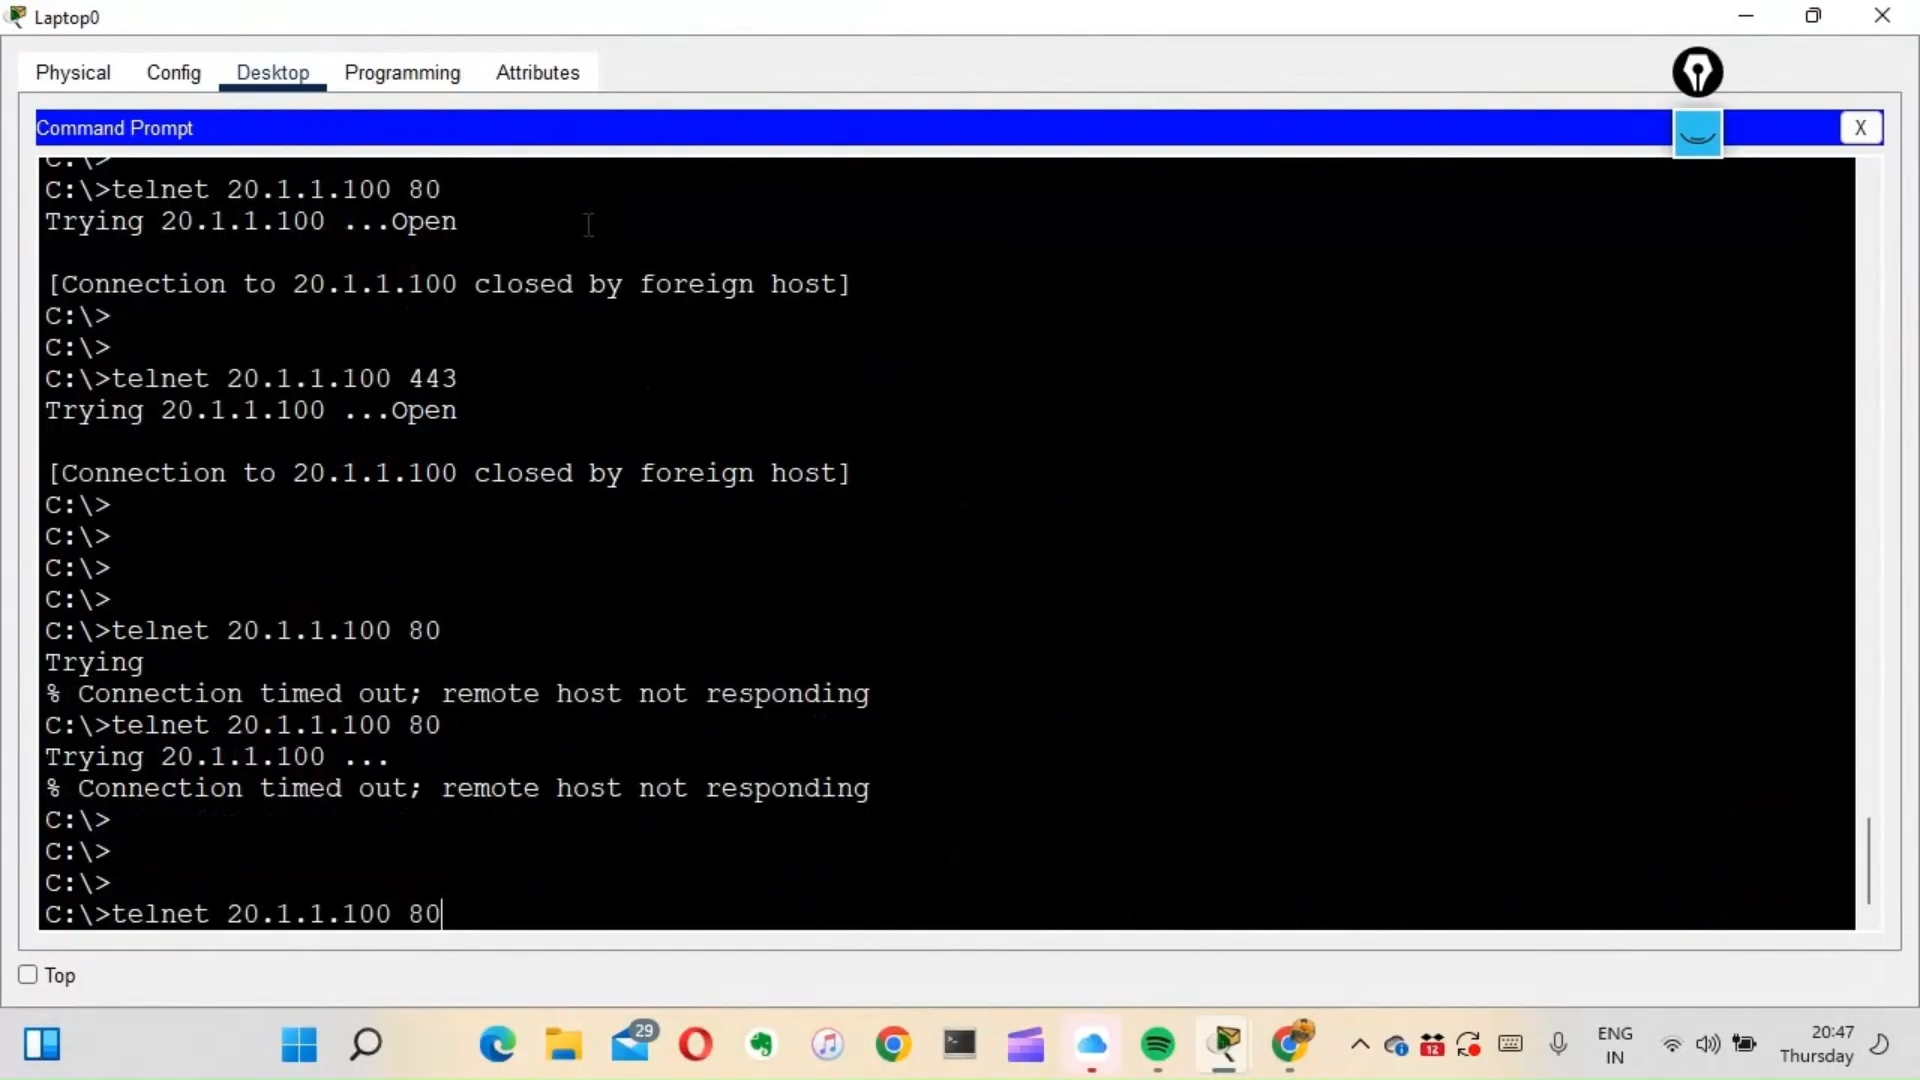 Laptop0
Physical Config Desktop Programming Attributes
Command Prompt
X
C:\>
C:\>telnet 20.1.1.100 80
Trying 20.1.1.100 ...Open
[Connection to 20.1.1.100 closed by foreign host]
C:\>
C:\>
C:\>telnet 20.1.1.100 443
Trying 20.1.1.100 ...Open
[Connection to 20.1.1.100 closed by foreign host]
C:\>
C:\>
C:\>
C:\>
C:\>telnet 20.1.1.100 80
Trying
% Connection timed out; remote host not responding
C:\>telnet 20.1.1.100 80
Trying 20.1.1.100 ...
% Connection timed out; remote host not responding
C:\>
C:\>
C:\>
C:\>telnet 20.1.1.100 80
Top
29
12
ENG
IN
20:47
Thursday